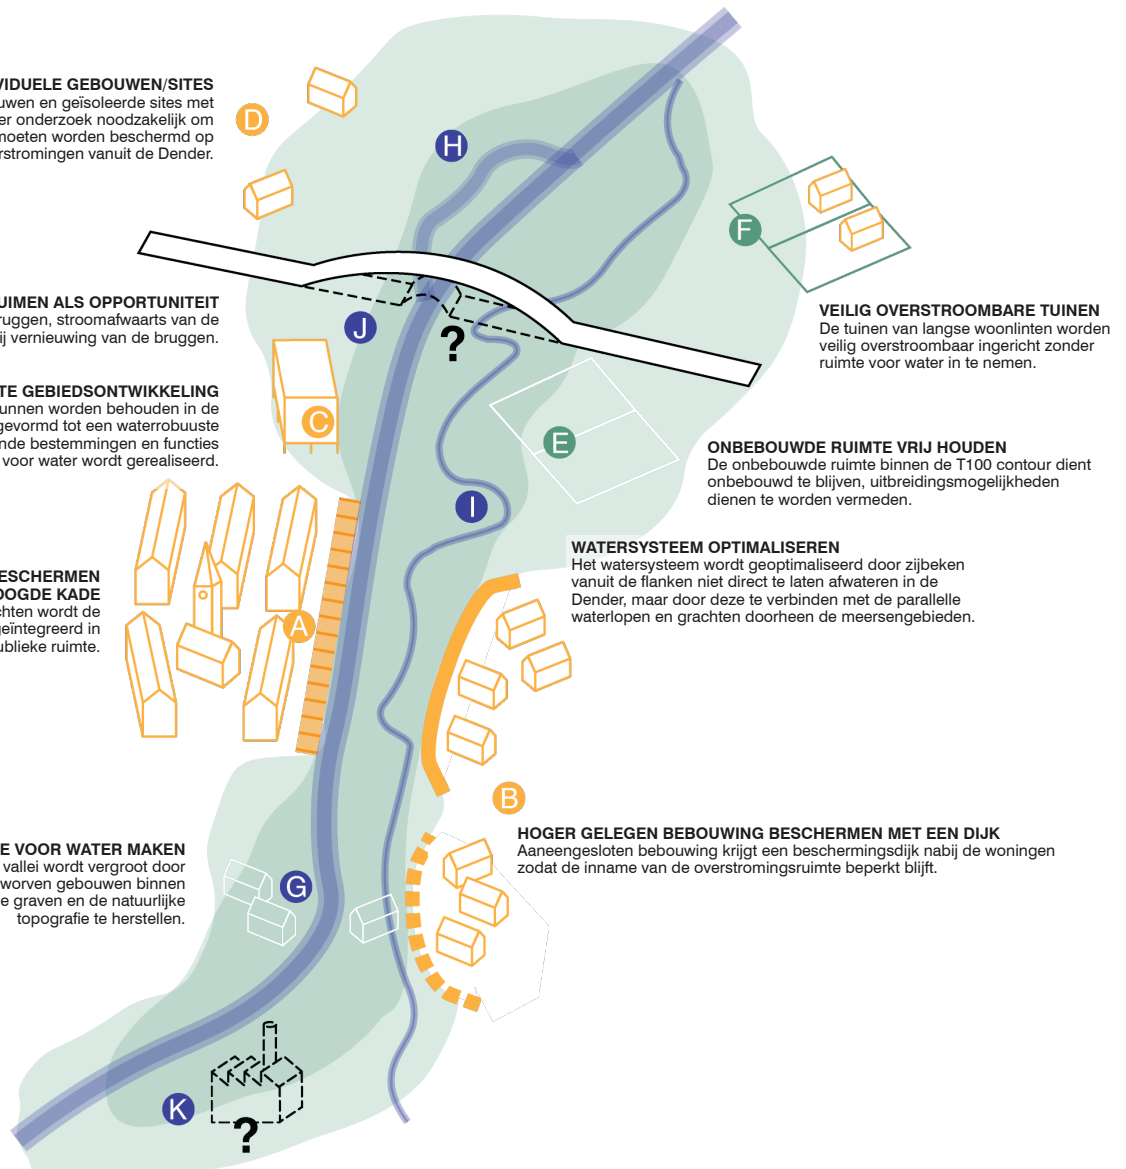 VIDUELE GEBOUWEN/SITES
uwen en geïsoleerde sites met
er onderzoek noodzakelijk om
moeten worden beschermd op
erstromingen vanuit de Dender.
D
H
F
UIMEN ALS OPPORTUNITEIT
ruggen, stroomafwaarts van de
ij vernieuwing van de bruggen.
J
?
VEILIG OVERSTROOMBARE TUINEN
De tuinen van langse woonlinten worden
veilig overstroombaar ingericht zonder
ruimte voor water in te nemen.
TE GEBIEDSONTWIKKELING
unnen worden behouden in de
gevormd tot een waterrobuuste
nde bestemmingen en functies
voor water wordt gerealiseerd.
C
E
ONBEBOUWDE RUIMTE VRIJ HOUDEN
De onbebouwde ruimte binnen de T100 contour dient
onbebouwd te blijven, uitbreidingsmogelijkheden
dienen te worden vermeden.
I
WATERSYSTEEM OPTIMALISEREN
Het watersysteem wordt geoptimaliseerd door zijbeken
vanuit de flanken niet direct te laten afwateren in de
Dender, maar door deze te verbinden met de parallelle
waterlopen en grachten doorheen de meersengebieden.
ESCHERMEN
OOGDE KADE
chten wordt de
geïntegreerd in
ublieke ruimte.
A
B
HOGER GELEGEN BEBOUWING BESCHERMEN MET EEN DIJK
Aaneengesloten bebouwing krijgt een beschermingsdijk nabij de woningen
zodat de inname van de overstromingsruimte beperkt blijft.
E VOOR WATER MAKEN
vallei wordt vergroot door
worven gebouwen binnen
e graven en de natuurlijke
topografie te herstellen.
G
K
?